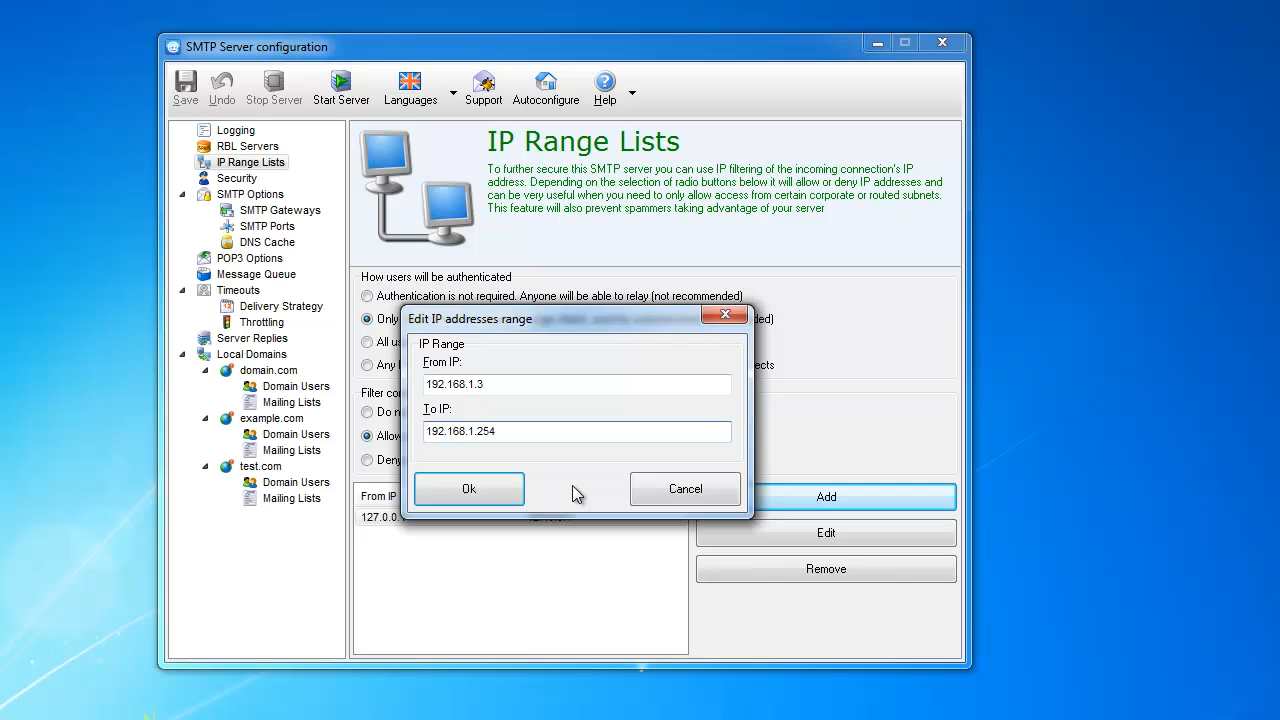 SMTP Server configuration
Save
Undo
Stop Server
Start Server
Languages
Support
Autoconfigure
Help
Logging
RBL Servers
IP Range Lists
Security
SMTP Options
SMTP Gateways
SMTP Ports
DNS Cache
POP3 Options
Message Queue
Timeouts
Delivery Strategy
Throttling
Server Replies
Local Domains
domain.com
Domain Users
Mailing Lists
example.com
Domain Users
Mailing Lists
test.com
Domain Users
Mailing Lists
IP Range Lists
To further secure this SMTP server you can use IP filtering of the incoming connection's IP
address. Depending on the selection of radio buttons below it will allow or deny IP addresses and
can be very useful when you need to only allow access from certain corporate or routed subnets.
This feature will also prevent spammers taking advantage of your server
How users will be authenticated
Authentication is not required. Anyone will be able to relay (not recommended)
Only
All
Any
Filter
Do
From IP
127.0.0.
Add
Edit
Remove
Edit IP addresses range
IP Range
From IP:
192.168.1.3
To IP:
192.168.1.254
Ok
Cancel